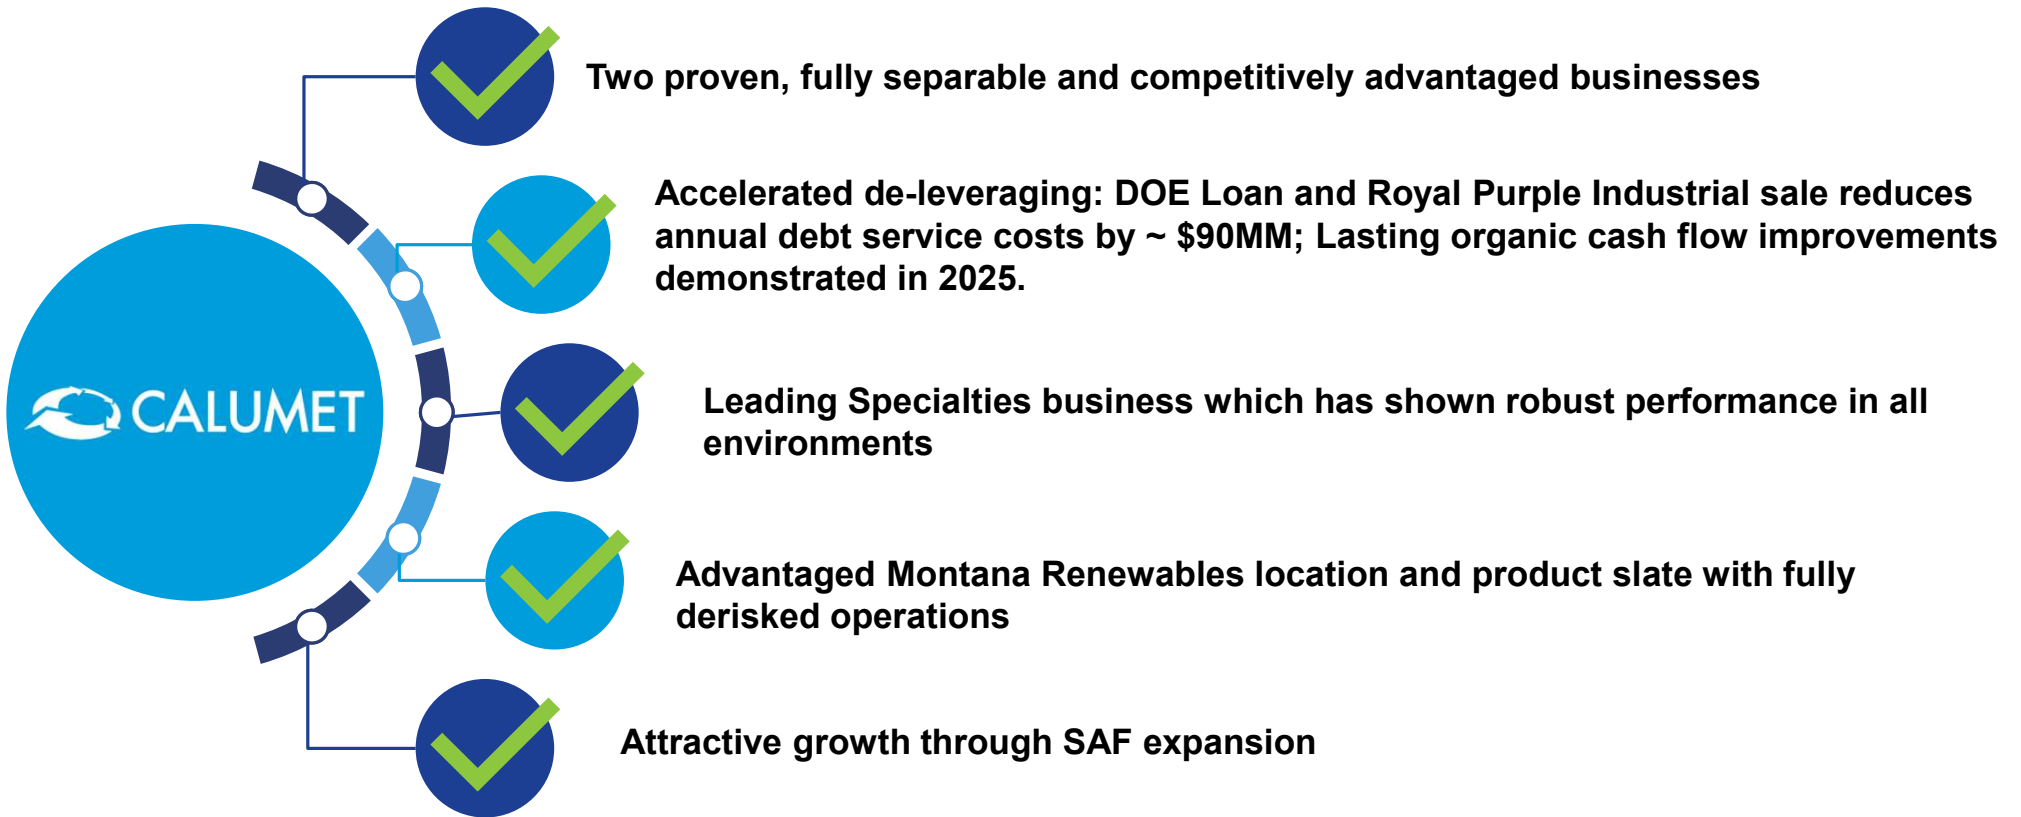 CALUMET
Two proven, fully separable and competitively advantaged businesses
Accelerated de-leveraging: DOE Loan and Royal Purple Industrial sale reduces
annual debt service costs by ~ $90MM; Lasting organic cash flow improvements
demonstrated in 2025.
Leading Specialties business which has shown robust performance in all
environments
Advantaged Montana Renewables location and product slate with fully
derisked operations
Attractive growth through SAF expansion